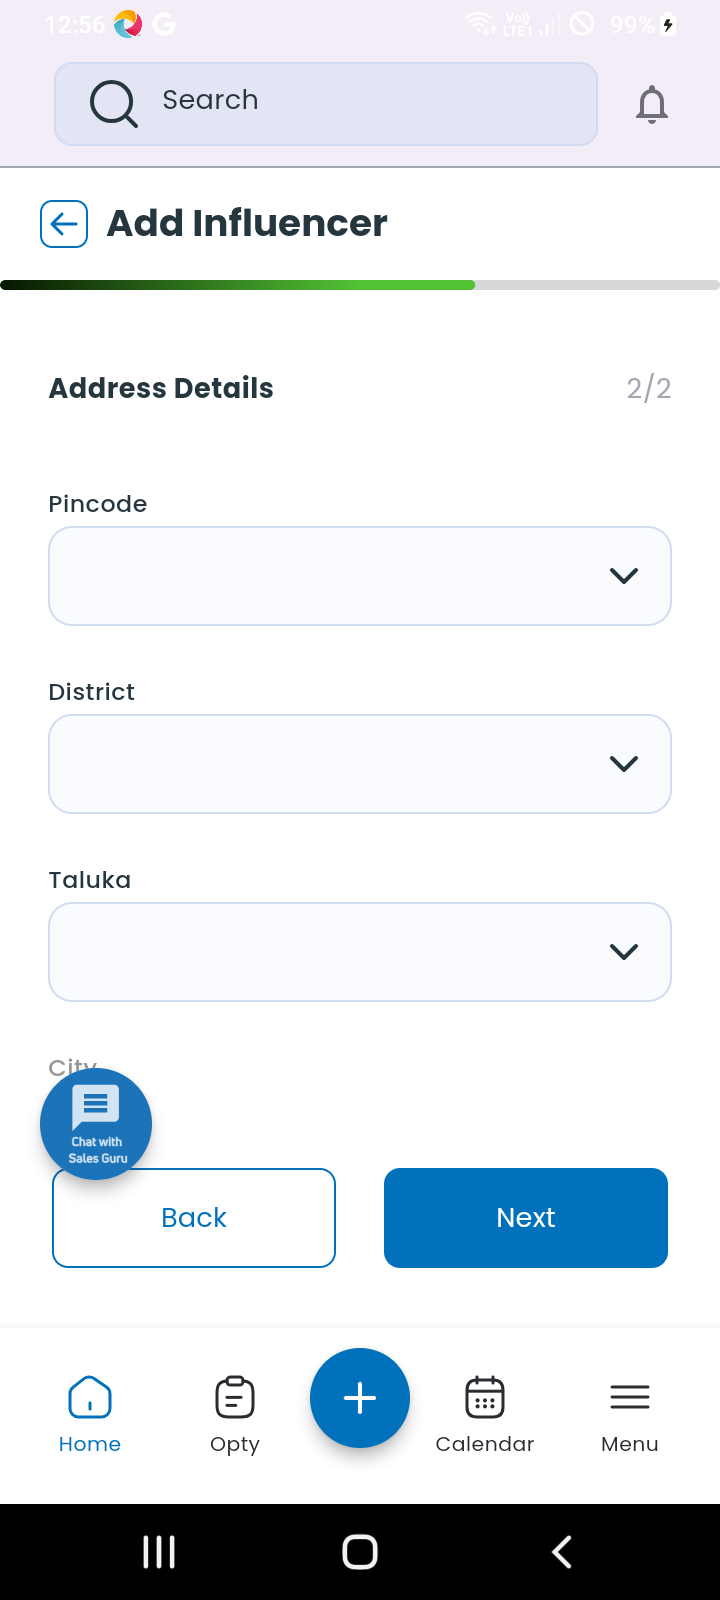 12:56
Vo))
LTE1
99%
Search
Add Influencer
Address Details
2/2
Pincode
District
Taluka
City
Chat with
Sales Guru
Back
Next
Home
Opty
Calendar
Menu